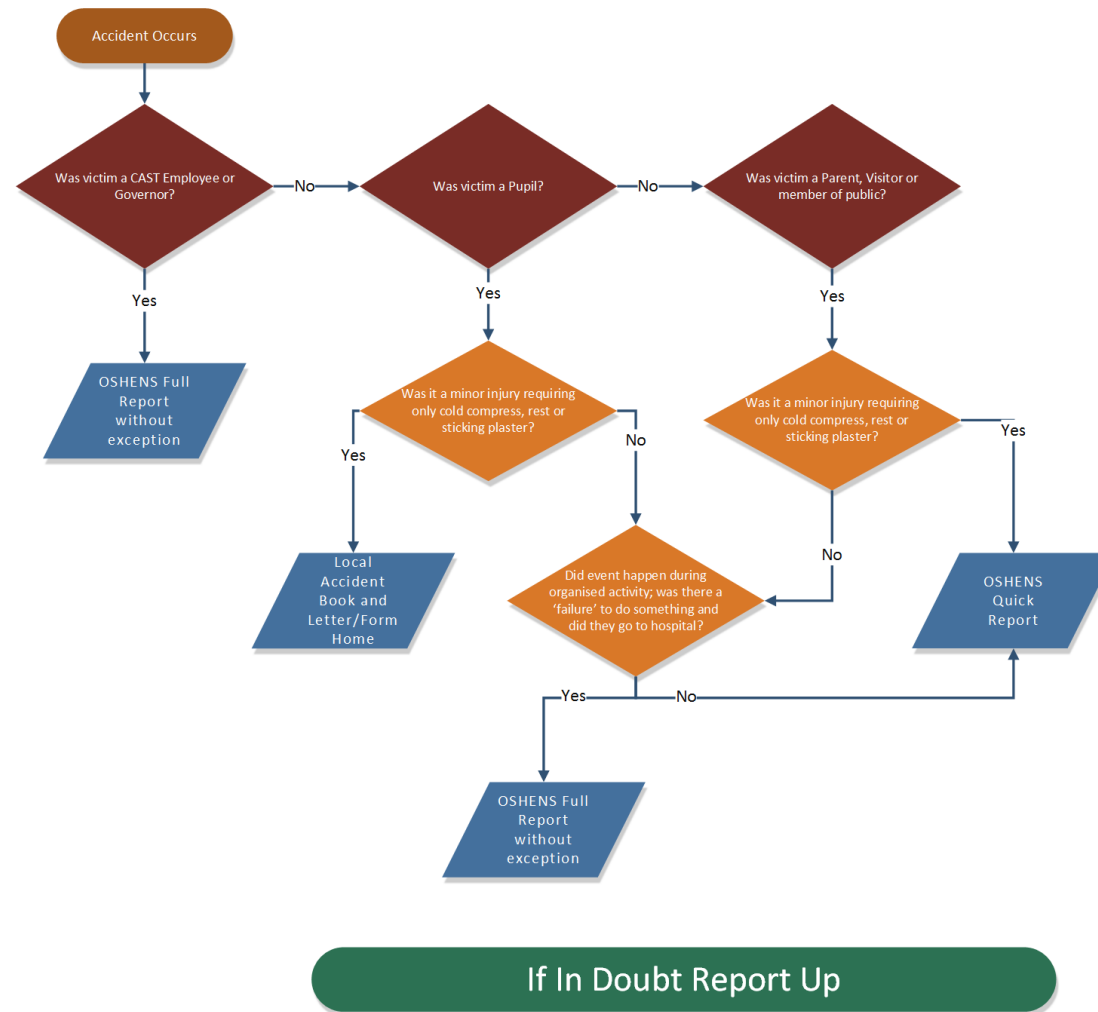 Accident Occurs
Was victim a CAST Employee or
Governor?
No
Was victim a Pupil?
No
Was victim a Parent, Visitor or
member of public?
Yes
Yes
Yes
OSHENS Full
Report
without
exception
Was it a minor injury requiring
only cold compress, rest or
sticking plaster?
Was it a minor injury requiring
only cold compress, rest or
sticking plaster?
Yes
No
Yes
No
Local
Accident
Book and
Letter/Form
Home
Did event happen during
organised activity; was there a
‘failure’ to do something and
did they go to hospital?
OSHENS
Quick
Report
Yes
No
OSHENS Full
Report
without
exception
If In Doubt Report Up